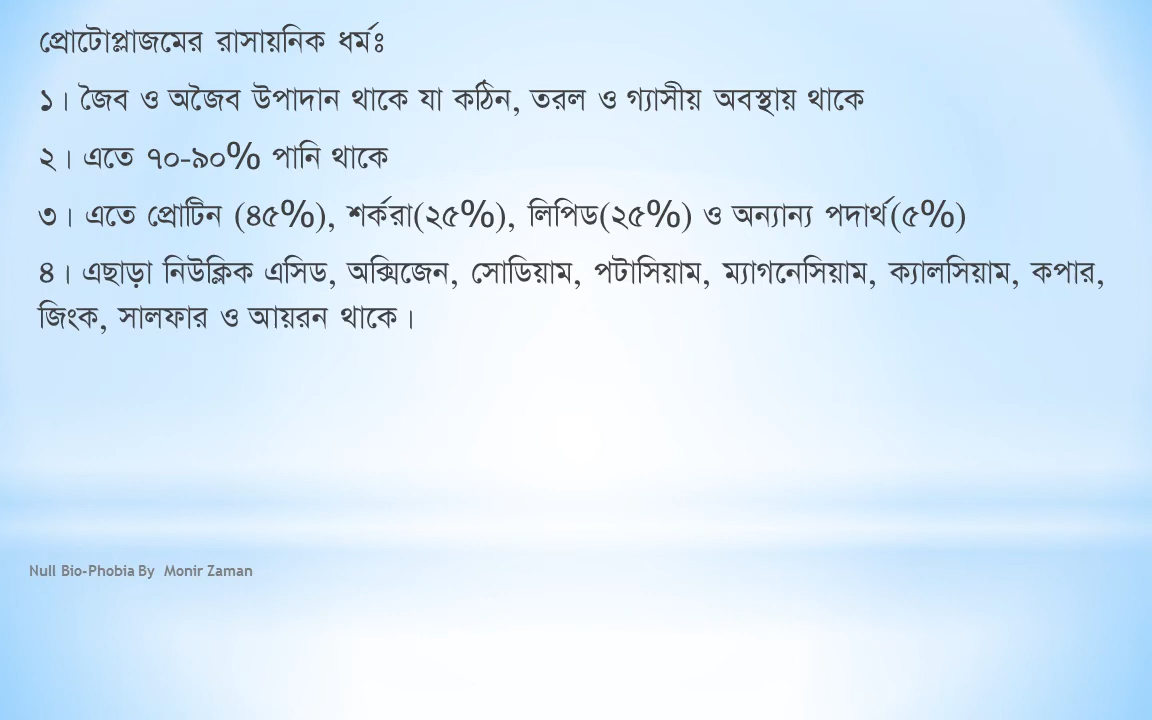 প্রোটোপ্লাজমের রাসায়নিক ধর্মঃ
১। জৈব ও অজৈব উপাদান থাকে যা কঠিন, তরল ও গ্যাসীয় অবস্থায় থাকে
২। এতে ৭০-৯০% পানি থাকে
৩। এতে প্রোটিন (৪৫%), শর্করা(২৫%), লিপিড(২৫%) ও অন্যান্য পদার্থ(৫%)
৪। এছাড়া নিউক্লিক এসিড, অক্সিজেন, সোডিয়াম, পটাসিয়াম, ম্যাগনেসিয়াম, ক্যালসিয়াম, কপার,
জিংক, সালফার ও আয়রন থাকে।
Null Bio-Phobia By Monir Zaman